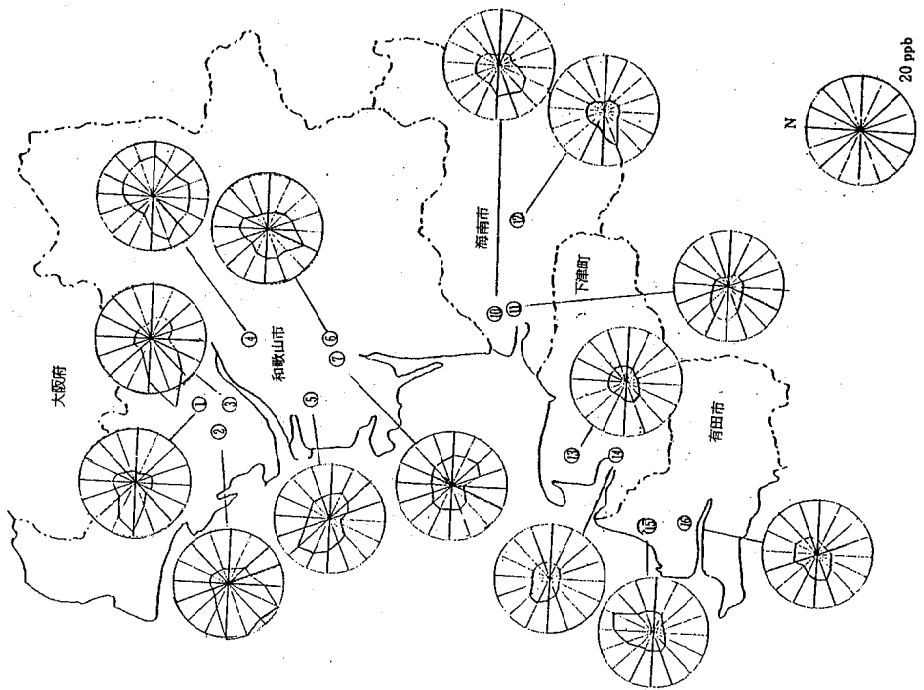 大阪府
和歌山市
海南市
下津町
有田市
①
②
③
④
⑤
⑥
⑦
⑩
⑪
⑫
⑬
⑭
⑮
⑯
N
20 ppb